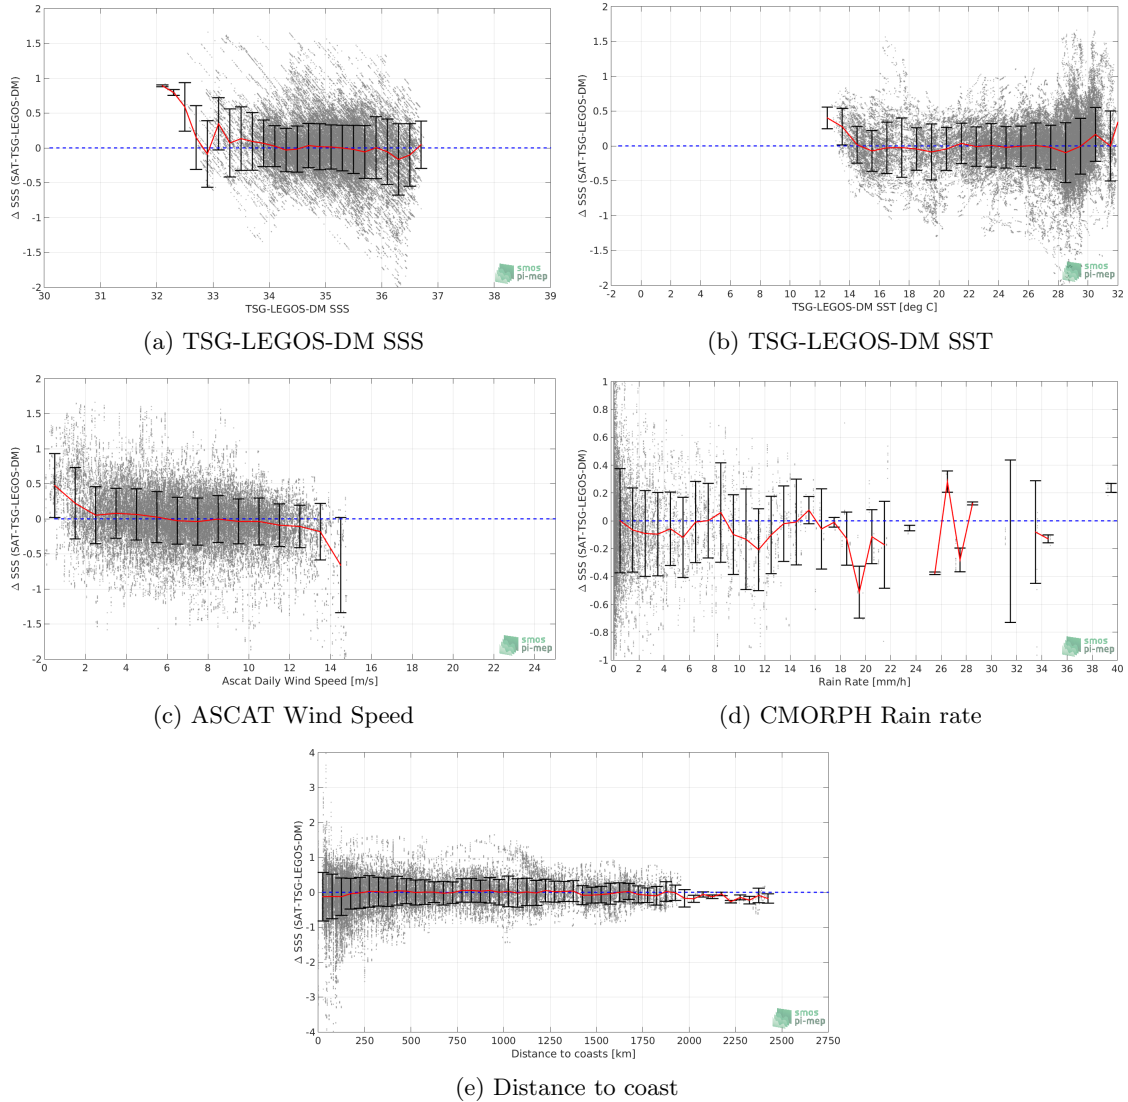 Δ SSS (SAT-TSG-LEGOS-DM)
2
1.5
1
0.5
0
-0.5
-1
-1.5
-2
30 31 32 33 34 35 36 37 38 39
TSG-LEGOS-DM SSS
smos
pi-mep
(a) TSG-LEGOS-DM SSS
Δ SSS (SAT-TSG-LEGOS-DM)
2
1.5
1
0.5
0
-0.5
-1
-1.5
-2
-2 0 2 4 6 8 10 12 14 16 18 20 22 24 26 28 30 32
TSG-LEGOS-DM SST [deg C]
smos
pi-mep
(b) TSG-LEGOS-DM SST
Δ SSS (SAT-TSG-LEGOS-DM)
2
1.5
1
0.5
0
-0.5
-1
-1.5
-2
0 2 4 6 8 10 12 14 16 18 20 22 24
Ascat Daily Wind Speed [m/s]
smos
pi-mep
(c) ASCAT Wind Speed
Δ SSS (SAT-TSG-LEGOS-DM)
1
0.8
0.6
0.4
0.2
0
-0.2
-0.4
-0.6
-0.8
-1
0 2 4 6 8 10 12 14 16 18 20 22 24 26 28 30 32 34 36 38 40
Rain Rate [mm/h]
smos
pi-mep
(d) CMORPH Rain rate
Δ SSS (SAT-TSG-LEGOS-DM)
4
3
2
1
0
-1
-2
-3
-4
0 250 500 750 1000 1250 1500 1750 2000 2250 2500 2750
Distance to coasts [km]
smos
pi-mep
(e) Distance to coast